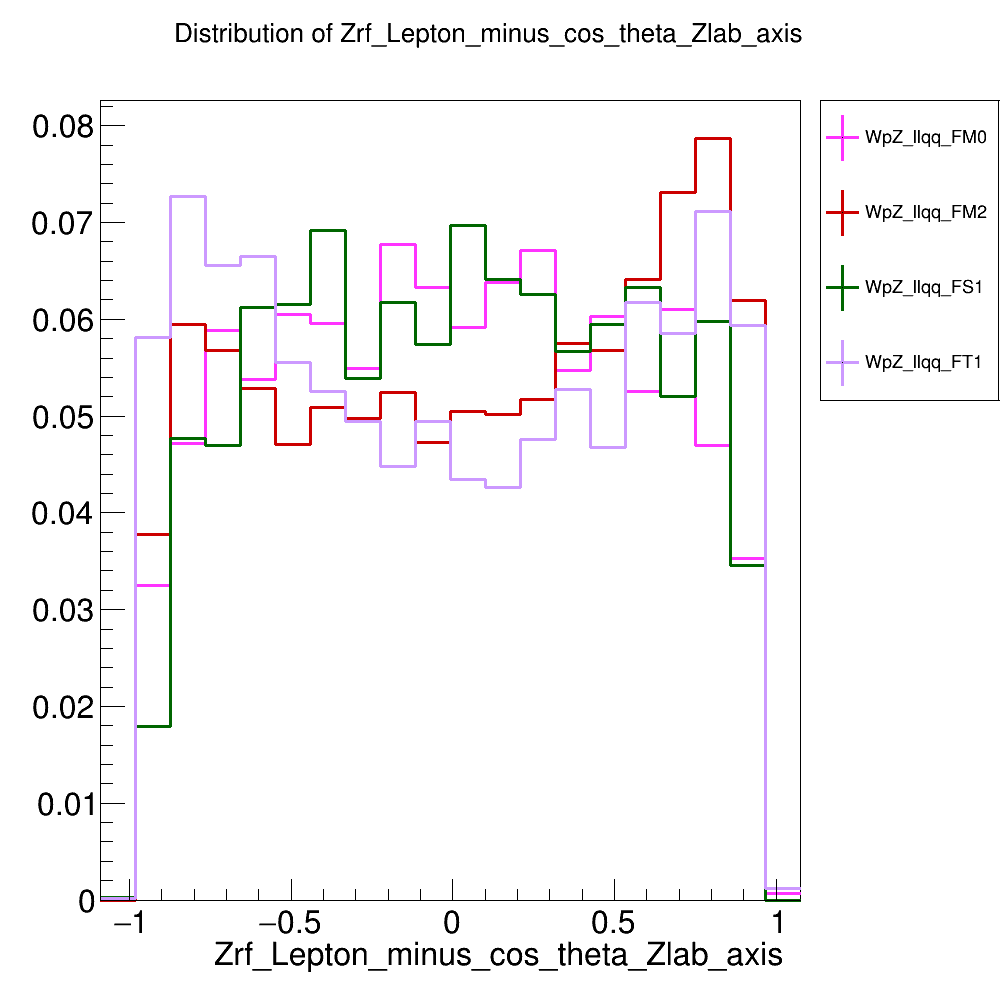 Distribution of Zrf_Lepton_minus_cos_theta_Zlab_axis
0.08
0.07
0.06
0.05
0.04
0.03
0.02
0.01
0
−1
−0.5
0
0.5
1
Zrf_Lepton_minus_cos_theta_Zlab_axis
WpZ_llqq_FM0
WpZ_llqq_FM2
WpZ_llqq_FS1
WpZ_llqq_FT1